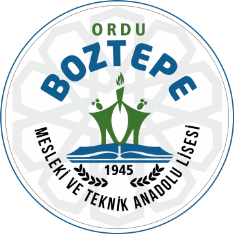 ORDU
BOZTEPE
1945
MESLEKİ VE TEKNİK ANADOLU LİSESİ